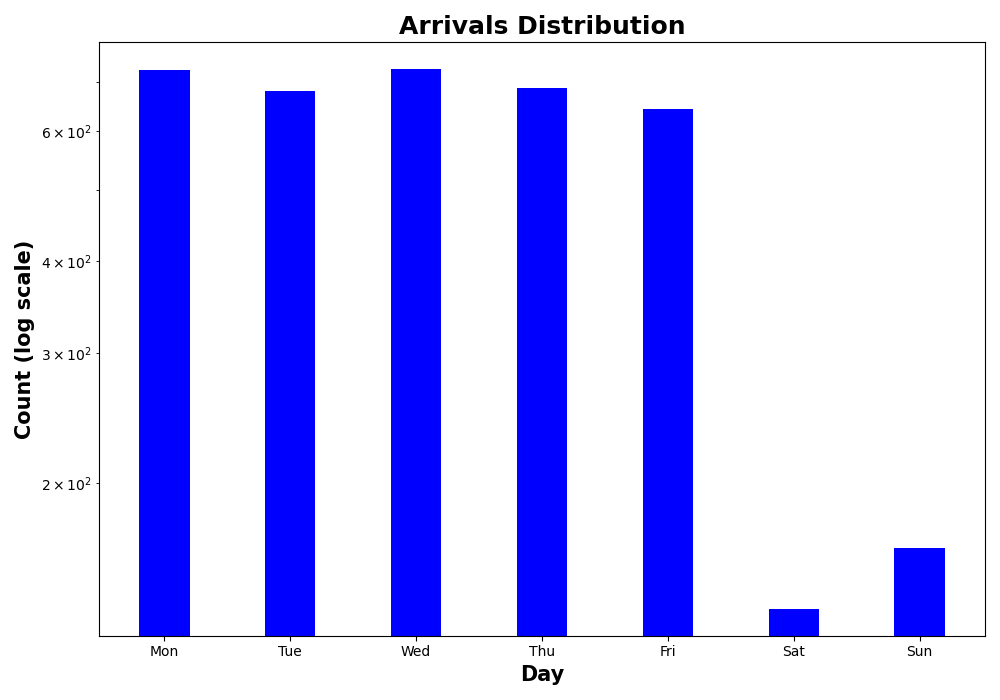 Arrivals Distribution
6 × 10²
4 × 10²
3 × 10²
2 × 10²
Count (log scale)
Mon Tue Wed Thu Fri Sat Sun
Day